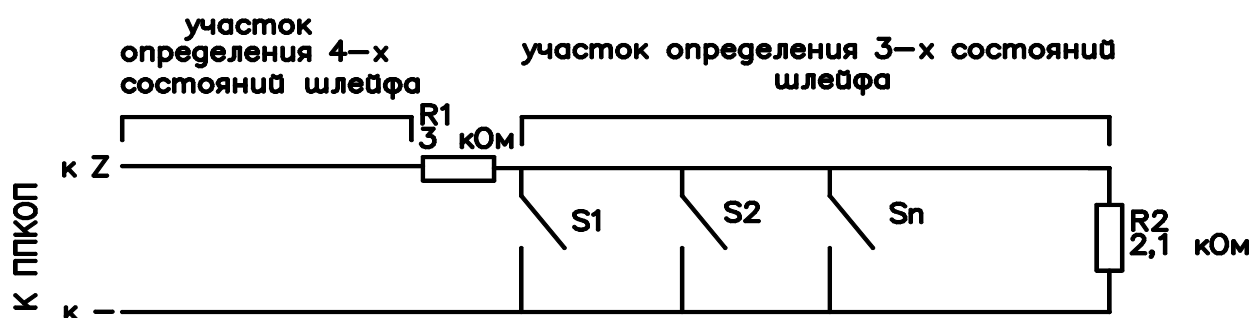 участок
определения 4-х
состояний шлейфа
участок определения 3-х состояний
шлейфа
R1
3 кОм
к Z
S1
S2
Sn
R2
2,1 кОм
К ППКОП
к –